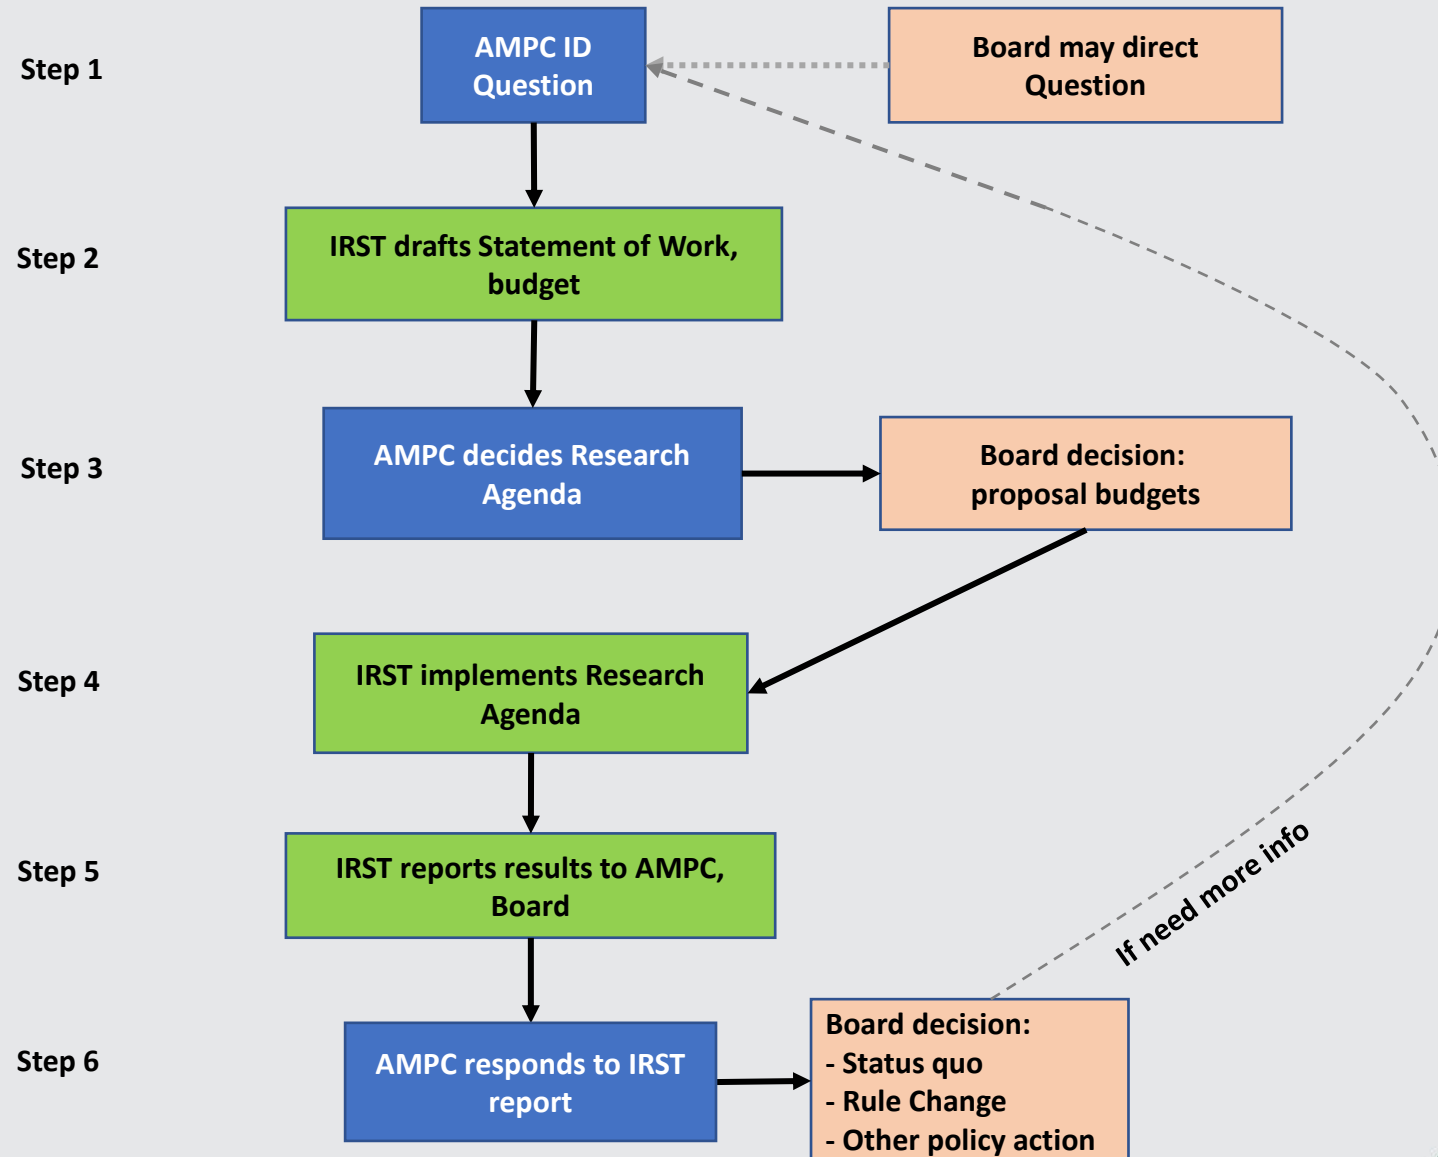 Step 1
AMPC ID
Question
Board may direct
Question
Step 2
IRST drafts Statement of Work,
budget
Step 3
AMPC decides Research
Agenda
Board decision:
proposal budgets
Step 4
IRST implements Research
Agenda
Step 5
IRST reports results to AMPC,
Board
If need more info
Step 6
AMPC responds to IRST
report
Board decision:
- Status quo
- Rule Change
- Other policy action